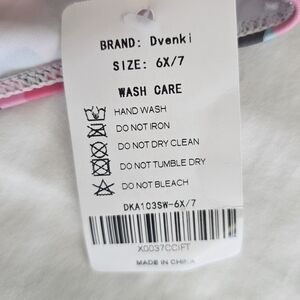 BRAND: Dvenki
SIZE: 6X/7
WASH CARE
HAND WASH
DO NOT IRON
DO NOT DRY CLEAN
DO NOT TUMBLE DRY
DO NOT BLEACH
DKA103SW-6X/7
X0037CCIFT
MADE IN CHINA